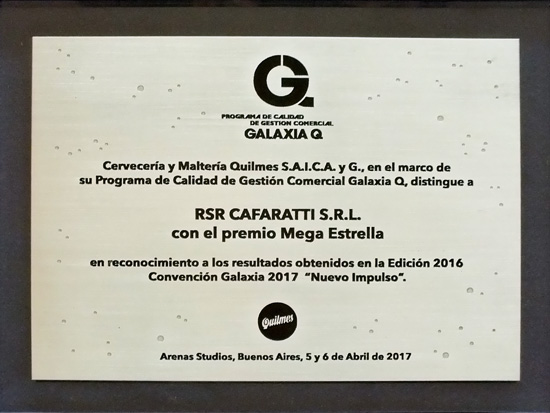 GQ
PROGRAMA DE CALIDAD
DE GESTION COMERCIAL
GALAXIA Q
Cervecería y Maltería Quilmes S.A.I.C.A. y G., en el marco de
su Programa de Calidad de Gestión Comercial Galaxia Q, distingue a
RSR CAFARATTI S.R.L.
con el premio Mega Estrella
en reconocimiento a los resultados obtenidos en la Edición 2016
Convención Galaxia 2017 “Nuevo Impulso”.
Quilmes
Arenas Studios, Buenos Aires, 5 y 6 de Abril de 2017